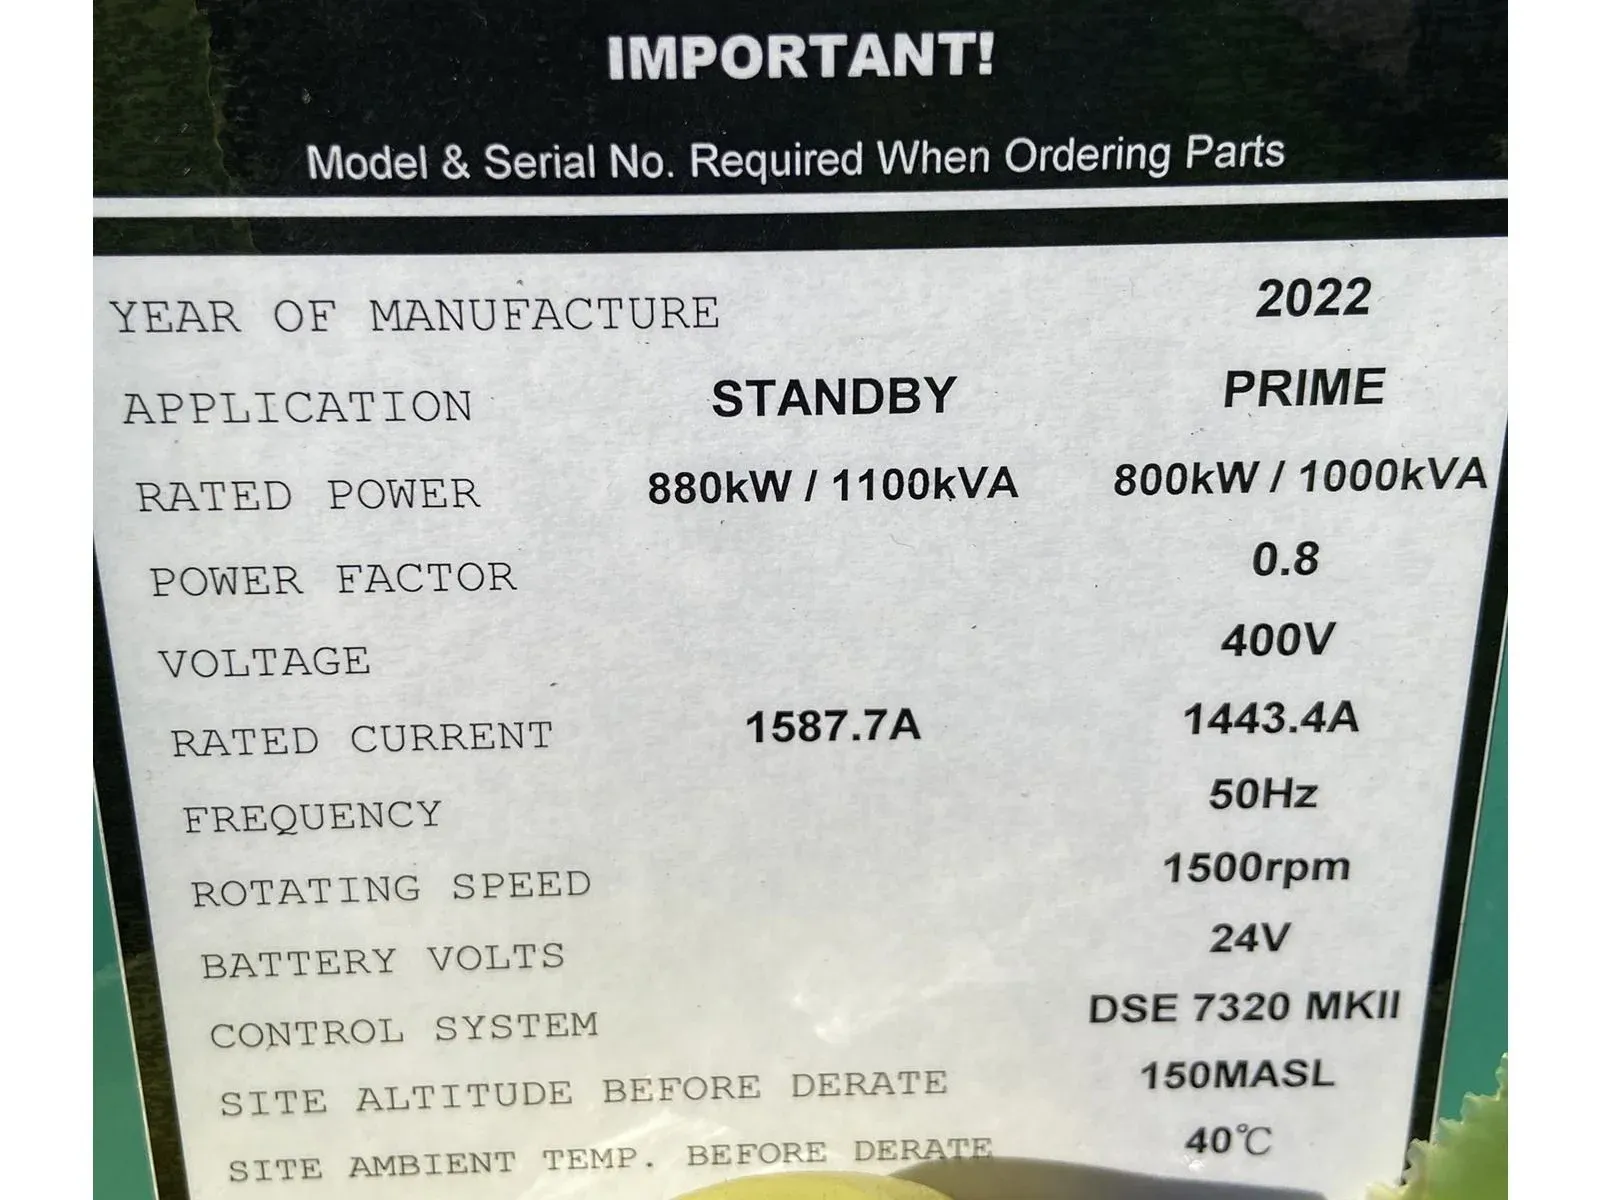 IMPORTANT!
Model & Serial No. Required When Ordering Parts
YEAR OF MANUFACTURE 2022
APPLICATION STANDBY PRIME
RATED POWER 880kW / 1100kVA 800kW / 1000kVA
POWER FACTOR 0.8
VOLTAGE 400V
RATED CURRENT 1587.7A 1443.4A
FREQUENCY 50Hz
ROTATING SPEED 1500rpm
BATTERY VOLTS 24V
CONTROL SYSTEM DSE 7320 MKII
SITE ALTITUDE BEFORE DERATE 150MASL
SITE AMBIENT TEMP. BEFORE DERATE 40℃